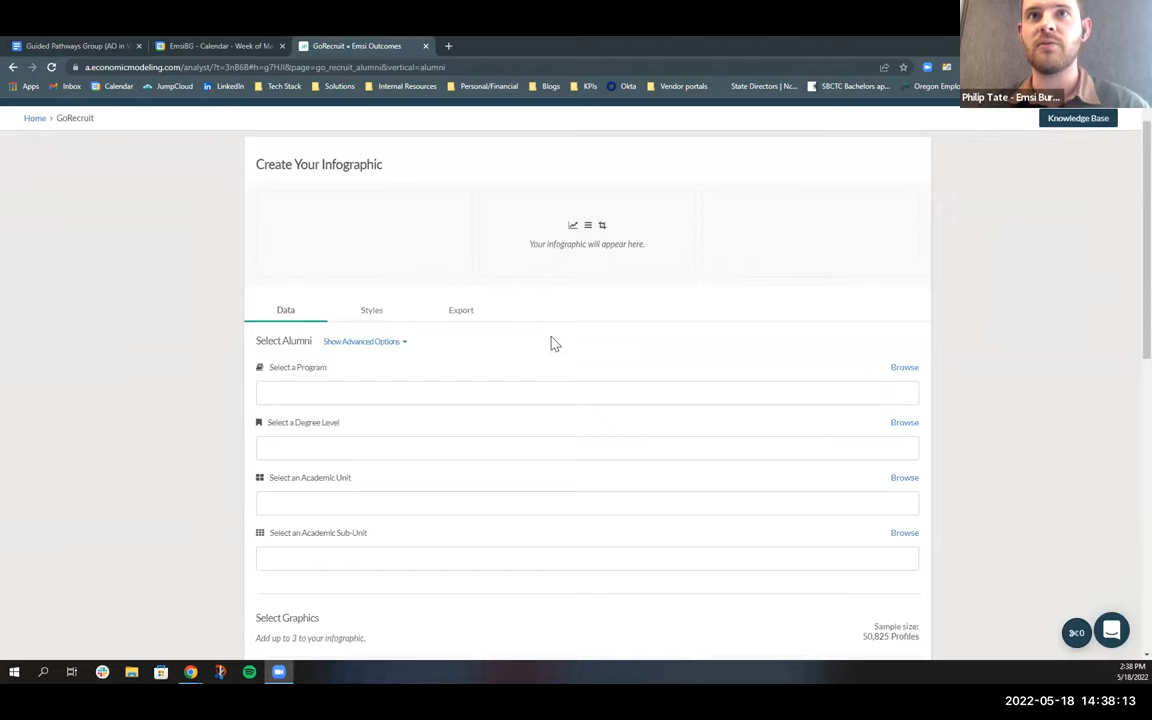 Guided Pathways Group (AO in
EmsiBG - Calendar - Week of Ma
GoRecruit • Emsi Outcomes
a.economicmodeling.com/analyst/?t=3nB6B#h=g7HJl&page=go_recruit_alumni&vertical=alumni
Apps Inbox Calendar JumpCloud LinkedIn Tech Stack Solutions Internal Resources Personal/Financial Blogs KPIs Okta Vendor portals State Directors | Nc... SBCTC Bachelors ap... Oregon Emplo
Philip Tate - Emsi Bur...
Home > GoRecruit
Knowledge Base
Create Your Infographic
Your infographic will appear here.
Data Styles Export
Select Alumni Show Advanced Options
Select a Program Browse
Select a Degree Level Browse
Select an Academic Unit Browse
Select an Academic Sub-Unit Browse
Select Graphics
Add up to 3 to your infographic.
Sample size:
50,825 Profiles
2:38 PM
5/18/2022
2022-05-18 14:38:13